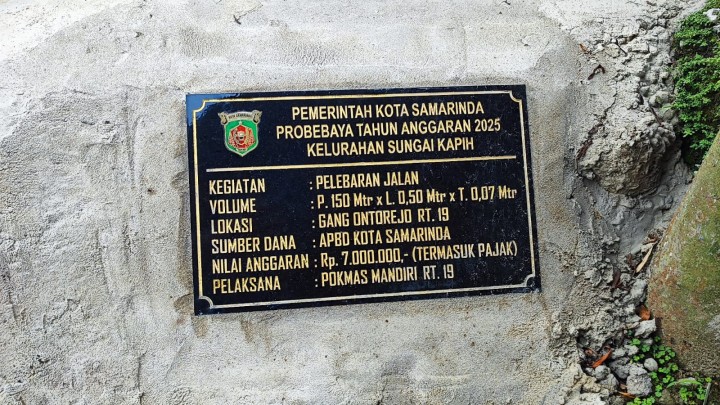 PEMERINTAH KOTA SAMARINDA
PROBEBAYA TAHUN ANGGARAN 2025
KELURAHAN SUNGAI KAPIH
KEGIATAN : PELEBARAN JALAN
VOLUME : P. 150 Mtr x L. 0,50 Mtr x T. 0,07 Mtr
LOKASI : GANG ONTOREJO RT. 19
SUMBER DANA : APBD KOTA SAMARINDA
NILAI ANGGARAN : Rp. 7.000.000,- (TERMASUK PAJAK)
PELAKSANA : POKMAS MANDIRI RT. 19